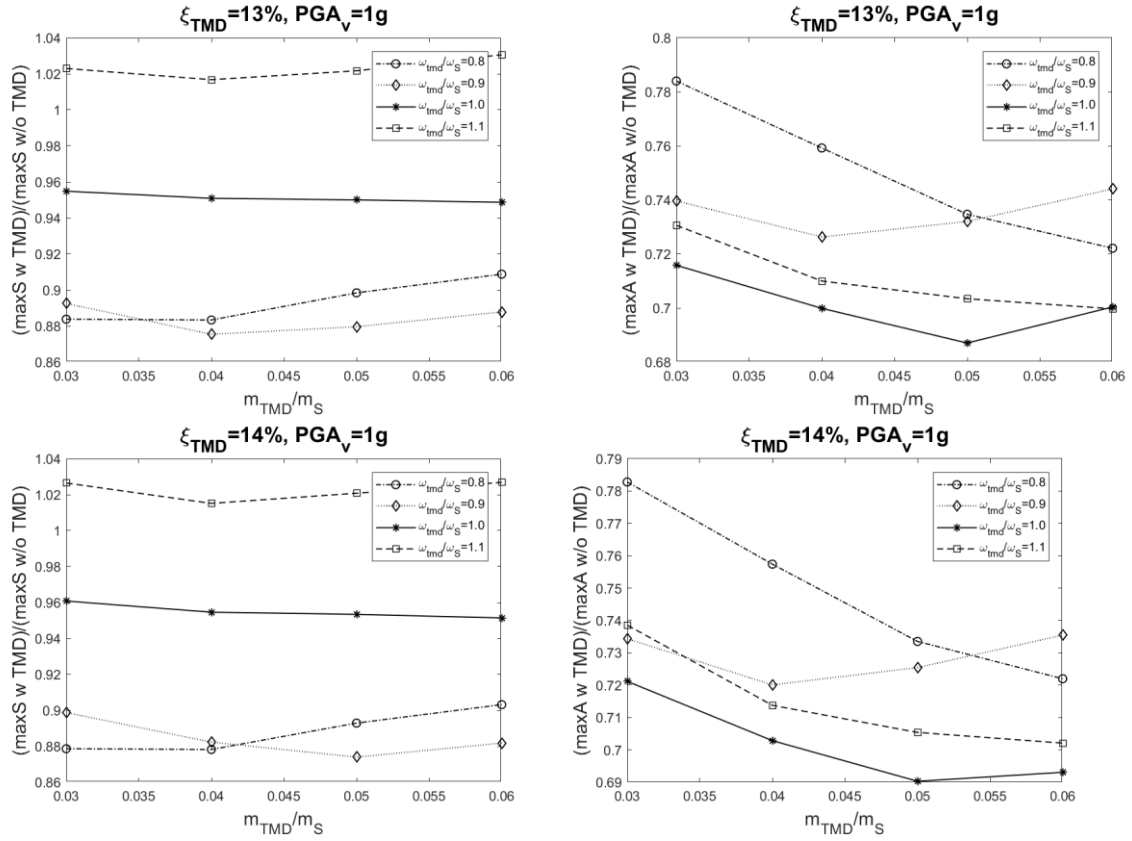 ξTMD=13%, PGAv=1g
(maxS w TMD)/(maxS w/o TMD)
1.04
1.02
1
0.98
0.96
0.94
0.92
0.9
0.88
0.86
ωtmd/ωS=0.8
ωtmd/ωS=0.9
ωtmd/ωS=1.0
ωtmd/ωS=1.1
0.03
0.035
0.04
0.045
0.05
0.055
0.06
mTMD/mS
ξTMD=13%, PGAv=1g
(maxA w TMD)/(maxA w/o TMD)
0.8
0.78
0.76
0.74
0.72
0.7
0.68
ωtmd/ωS=0.8
ωtmd/ωS=0.9
ωtmd/ωS=1.0
ωtmd/ωS=1.1
0.03
0.035
0.04
0.045
0.05
0.055
0.06
mTMD/mS
ξTMD=14%, PGAv=1g
(maxS w TMD)/(maxS w/o TMD)
1.04
1.02
1
0.98
0.96
0.94
0.92
0.9
0.88
0.86
ωtmd/ωS=0.8
ωtmd/ωS=0.9
ωtmd/ωS=1.0
ωtmd/ωS=1.1
0.03
0.035
0.04
0.045
0.05
0.055
0.06
mTMD/mS
ξTMD=14%, PGAv=1g
(maxA w TMD)/(maxA w/o TMD)
0.79
0.78
0.77
0.76
0.75
0.74
0.73
0.72
0.71
0.7
0.69
ωtmd/ωS=0.8
ωtmd/ωS=0.9
ωtmd/ωS=1.0
ωtmd/ωS=1.1
0.03
0.035
0.04
0.045
0.05
0.055
0.06
mTMD/mS